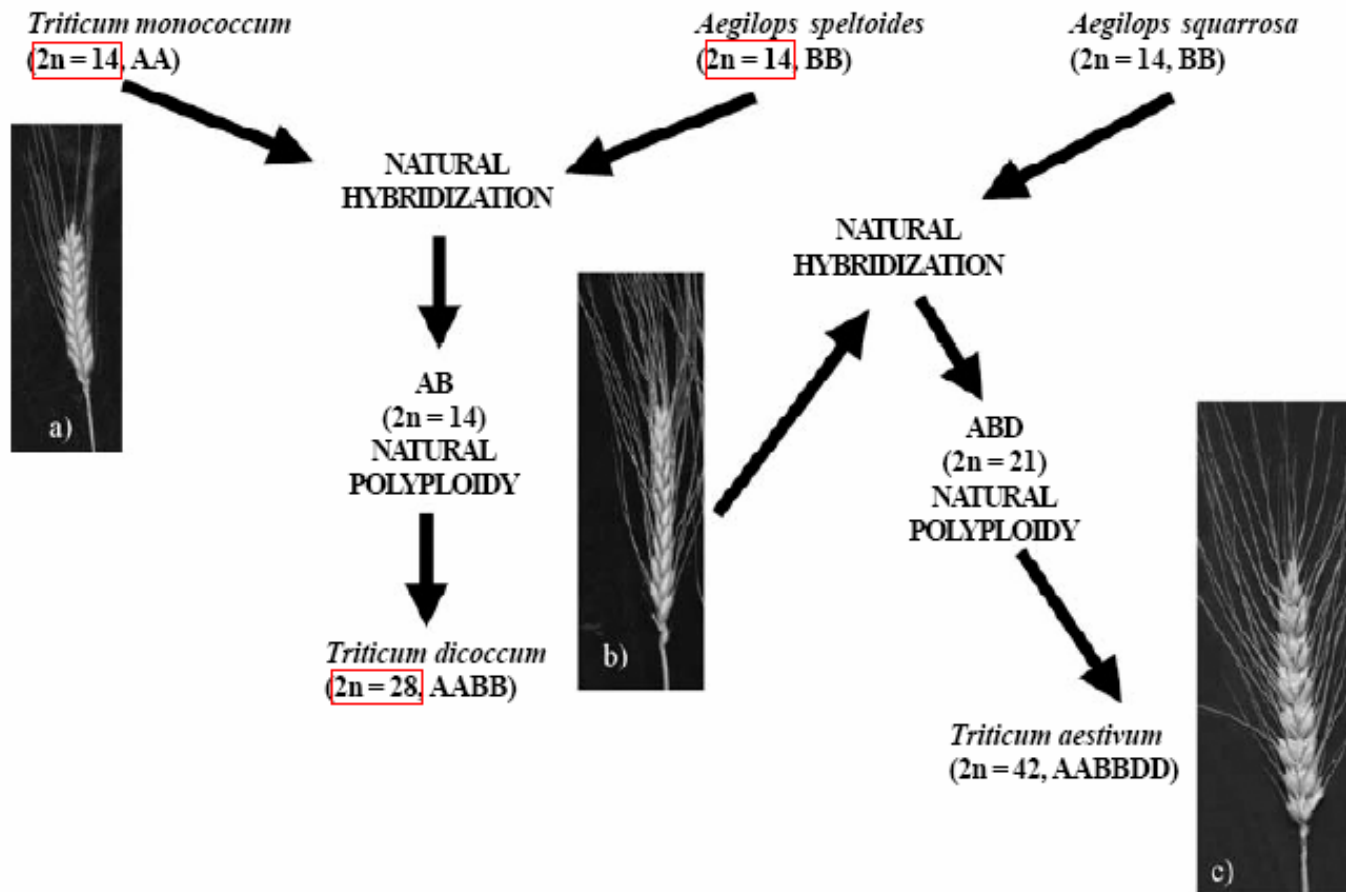 Triticum monococcum
(2n = 14, AA)
Aegilops speltoides
(2n = 14, BB)
Aegilops squarrosa
(2n = 14, BB)
NATURAL
HYBRIDIZATION
NATURAL
HYBRIDIZATION
AB
(2n = 14)
NATURAL
POLYPLOIDY
a)
ABD
(2n = 21)
NATURAL
POLYPLOIDY
Triticum dicoccum
(2n = 28, AABB)
b)
Triticum aestivum
(2n = 42, AABBDD)
c)